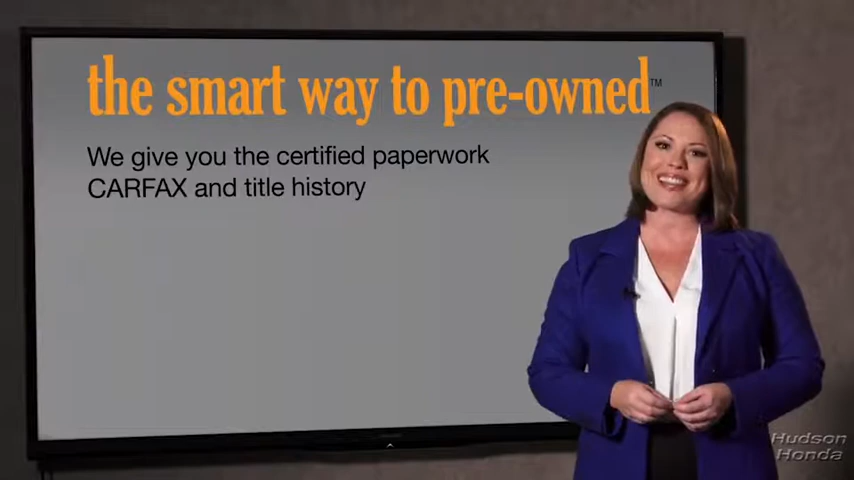 the smart way to pre-owned™
We give you the certified paperwork
CARFAX and title history
Hudson
Honda